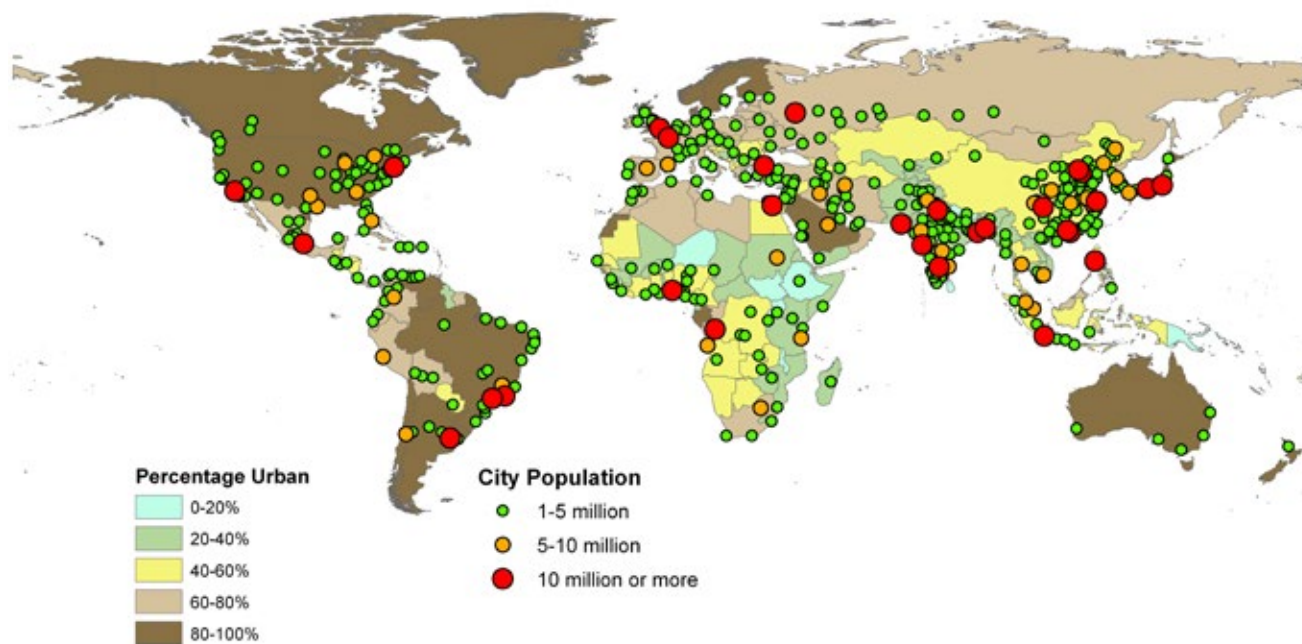 Percentage Urban
0-20%
20-40%
40-60%
60-80%
80-100%
City Population
1-5 million
5-10 million
10 million or more